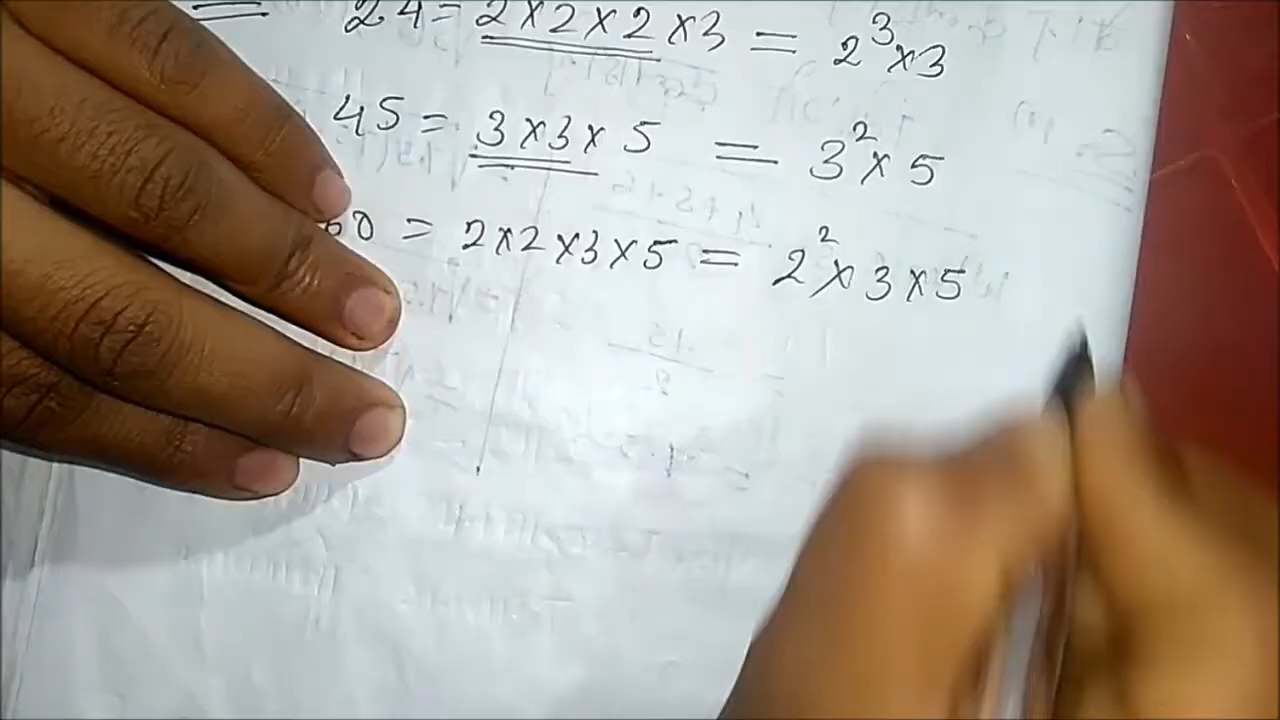 = 24 = 2×2×2×3 = 2³×3
45 = 3×3×5 = 3²×5
60 = 2×2×3×5 = 2²×3×5